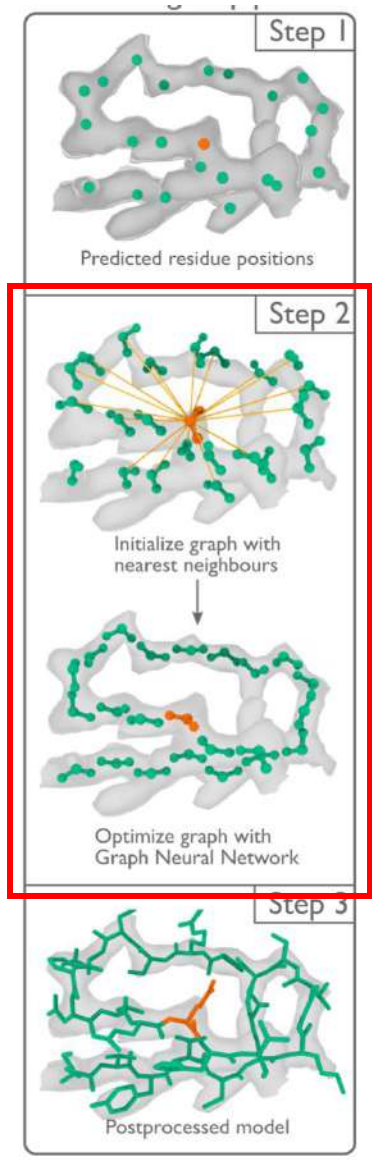 Step 1
Predicted residue positions
Step 2
Initialize graph with
nearest neighbours
Optimize graph with
Graph Neural Network
Step 3
Postprocessed model